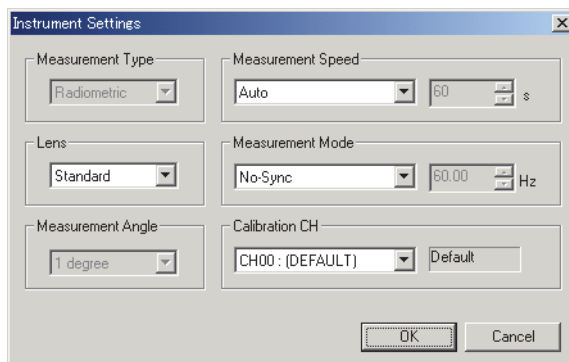 Instrument Settings
Measurement Type
Radiometric
Measurement Speed
Auto
60
s
Lens
Standard
Measurement Mode
No-Sync
60.00
Hz
Measurement Angle
1 degree
Calibration CH
CH00 : (DEFAULT)
Default
OK
Cancel